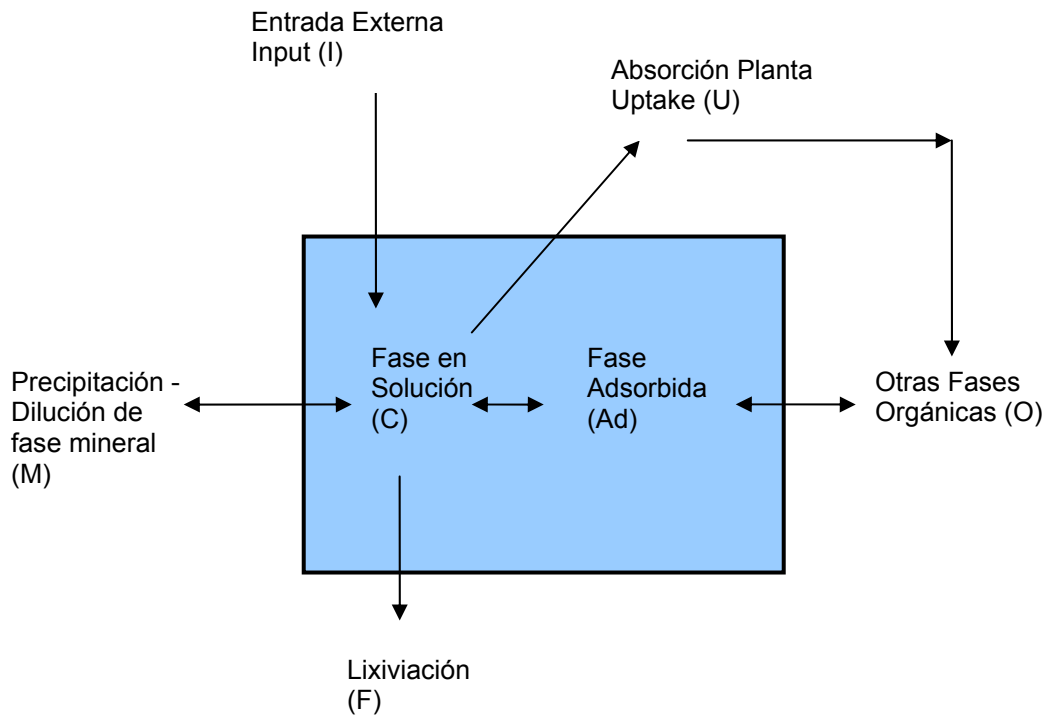 Entrada Externa
Input (I)
Absorción Planta
Uptake (U)
Precipitación -
Dilución de
fase mineral
(M)
Fase en
Solución
(C)
Fase
Adsorbida
(Ad)
Otras Fases
Orgánicas (O)
Lixiviación
(F)